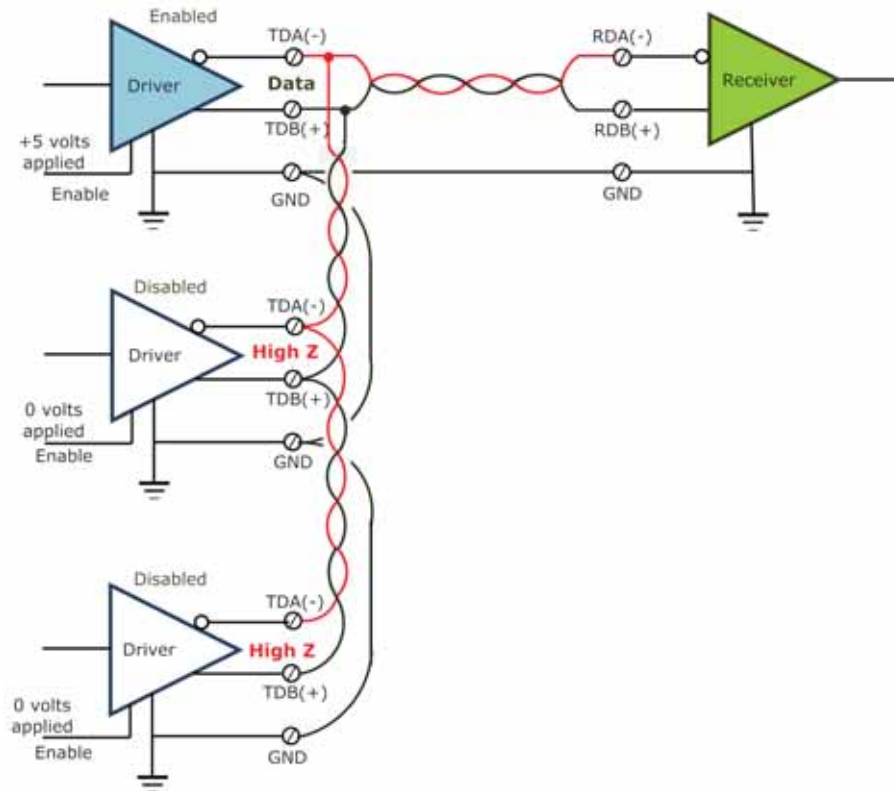 Enabled
TDA(-)
RDA(-)
Driver
Data
Receiver
TDB(+)
RDB(+)
+5 volts
applied
Enable
GND
GND
Disabled
TDA(-)
Driver
High Z
TDB(+)
0 volts
applied
Enable
GND
Disabled
TDA(-)
Driver
High Z
TDB(+)
0 volts
applied
Enable
GND